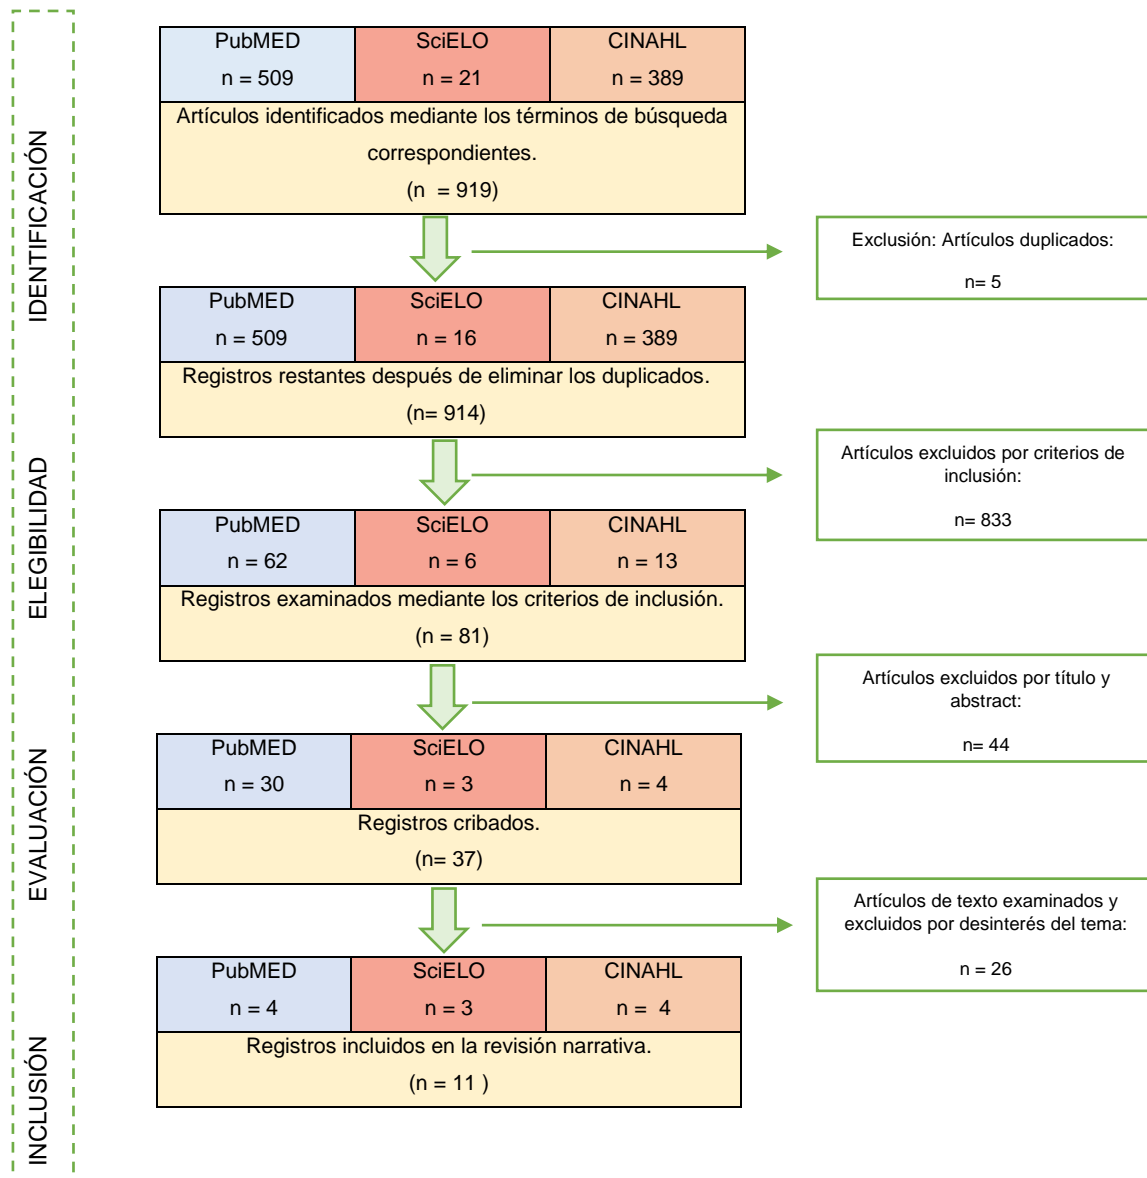 IDENTIFICACIÓN
PubMED
n = 509
SciELO
n = 21
CINAHL
n = 389
Artículos identificados mediante los términos de búsqueda
correspondientes.
(n = 919)
Exclusión: Artículos duplicados:
n= 5
PubMED
n = 509
SciELO
n = 16
CINAHL
n = 389
Registros restantes después de eliminar los duplicados.
(n= 914)
ELEGIBILIDAD
Artículos excluidos por criterios de
inclusión:
n= 833
PubMED
n = 62
SciELO
n = 6
CINAHL
n = 13
Registros examinados mediante los criterios de inclusión.
(n = 81)
EVALUACIÓN
Artículos excluidos por título y
abstract:
n= 44
PubMED
n = 30
SciELO
n = 3
CINAHL
n = 4
Registros cribados.
(n= 37)
Artículos de texto examinados y
excluidos por desinterés del tema:
n = 26
INCLUSIÓN
PubMED
n = 4
SciELO
n = 3
CINAHL
n = 4
Registros incluidos en la revisión narrativa.
(n = 11 )